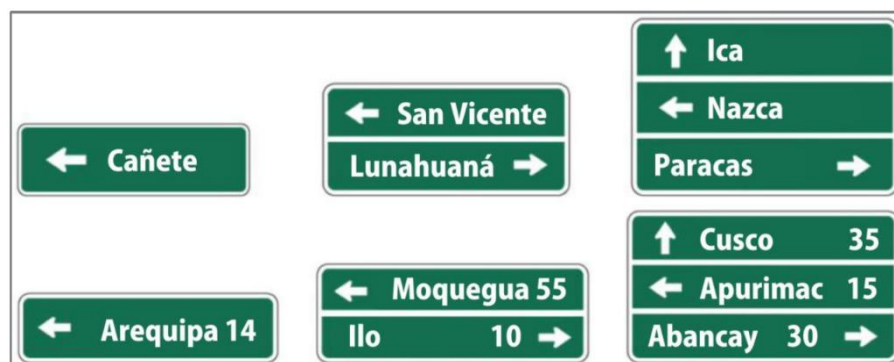 ← Cañete
← San Vicente
Lunahuaná →
↑ Ica
← Nazca
Paracas →
← Arequipa 14
← Moquegua 55
Ilo 10 →
↑ Cusco 35
← Apurimac 15
Abancay 30 →